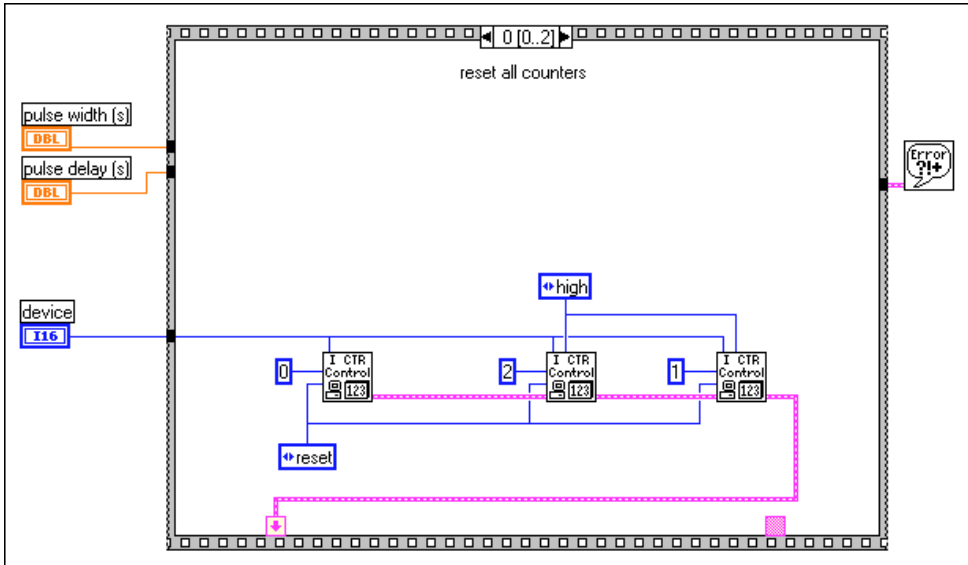 0 [0..2]
reset all counters
pulse width (s)
DBL
pulse delay (s)
DBL
Error
?!+
high
device
I16
I CTR
Control
123
I CTR
Control
123
I CTR
Control
123
0
2
1
reset